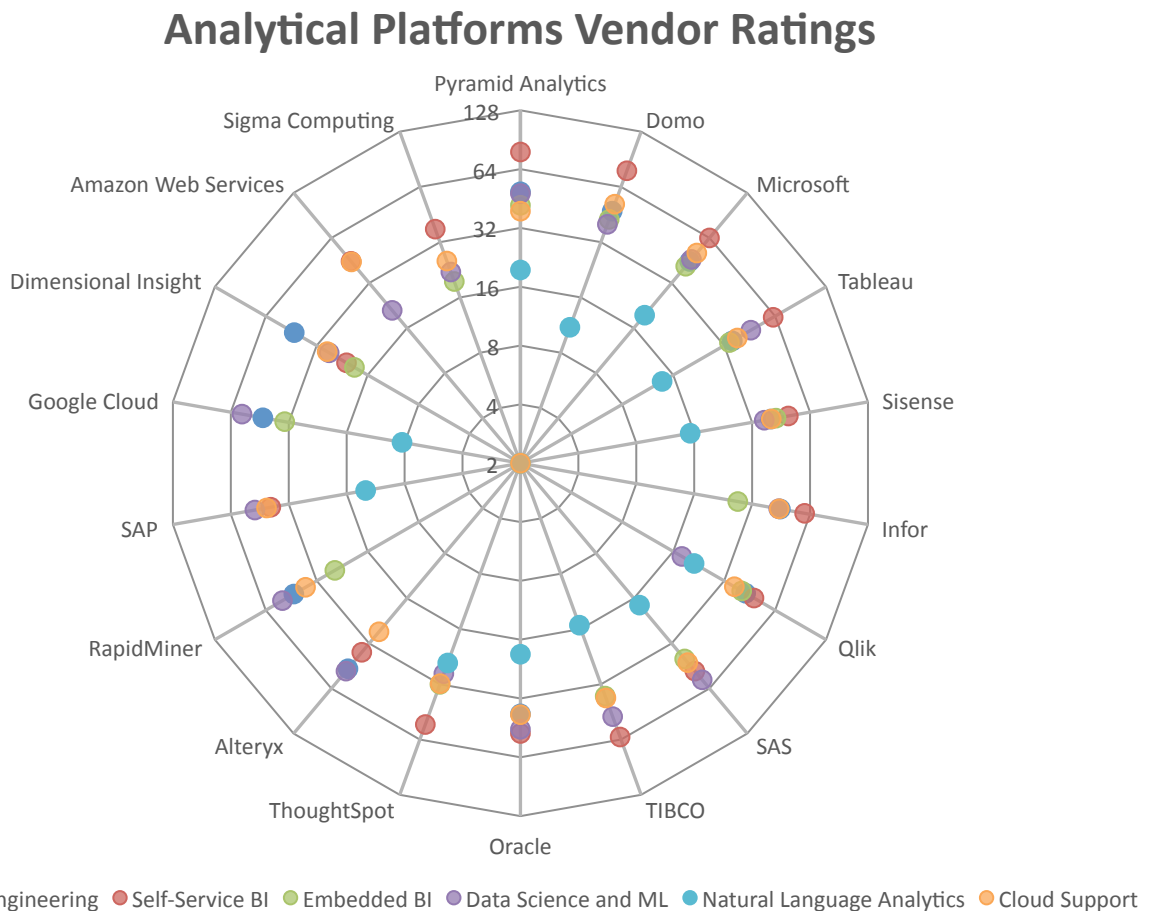 Analytical Platforms Vendor Ratings
Pyramid Analytics
128
Sigma Computing
Domo
64
Amazon Web Services
Microsoft
32
Dimensional Insight
Tableau
16
8
Google Cloud
Sisense
4
2
SAP
Infor
RapidMiner
Qlik
Alteryx
SAS
ThoughtSpot
TIBCO
Oracle
ngineering Self-Service BI Embedded BI Data Science and ML Natural Language Analytics Cloud Support